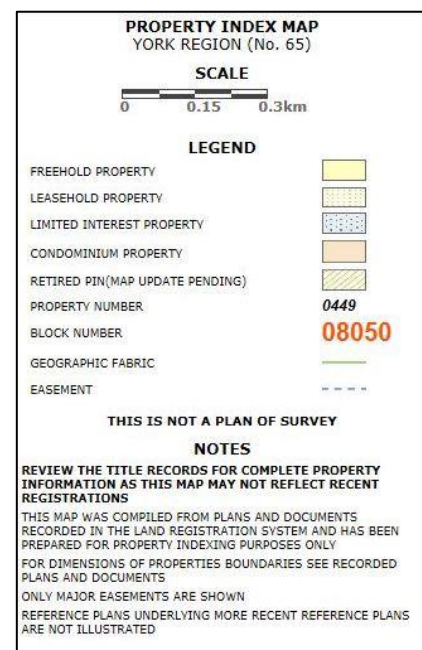 PROPERTY INDEX MAP
YORK REGION (No. 65)
SCALE
0 0.15 0.3km
LEGEND
FREEHOLD PROPERTY
LEASEHOLD PROPERTY
LIMITED INTEREST PROPERTY
CONDOMINIUM PROPERTY
RETIRED PIN(MAP UPDATE PENDING)
PROPERTY NUMBER 0449
BLOCK NUMBER 08050
GEOGRAPHIC FABRIC
EASEMENT
THIS IS NOT A PLAN OF SURVEY
NOTES
REVIEW THE TITLE RECORDS FOR COMPLETE PROPERTY
INFORMATION AS THIS MAP MAY NOT REFLECT RECENT
REGISTRATIONS
THIS MAP WAS COMPILED FROM PLANS AND DOCUMENTS
RECORDED IN THE LAND REGISTRATION SYSTEM AND HAS BEEN
PREPARED FOR PROPERTY INDEXING PURPOSES ONLY
FOR DIMENSIONS OF PROPERTIES BOUNDARIES SEE RECORDED
PLANS AND DOCUMENTS
ONLY MAJOR EASEMENTS ARE SHOWN
REFERENCE PLANS UNDERLYING MORE RECENT REFERENCE PLANS
ARE NOT ILLUSTRATED